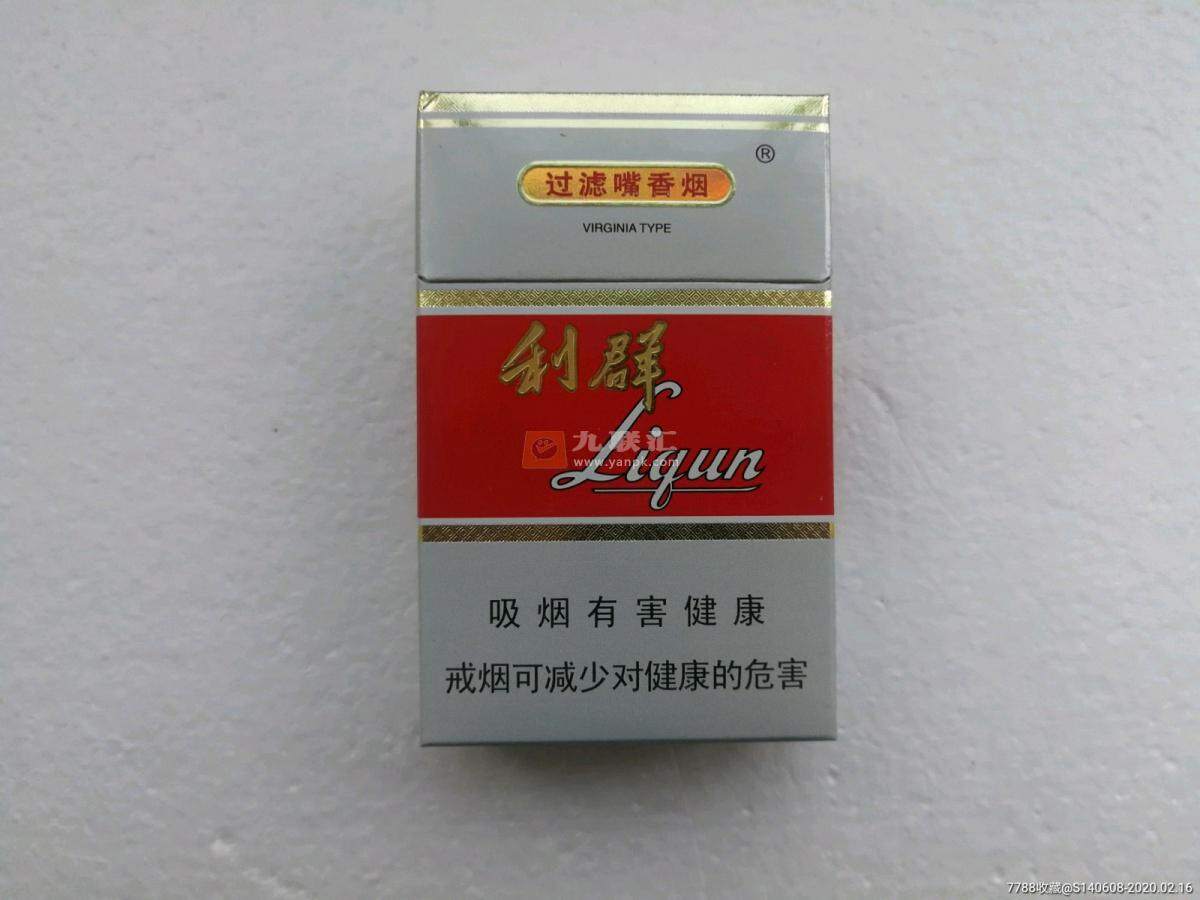 ®
过滤嘴香烟
VIRGINIA TYPE
利群
Liqun
九联汇
www.yanpk.com
吸烟有害健康
戒烟可减少对健康的危害
7788收藏@S140608-2020.02.16